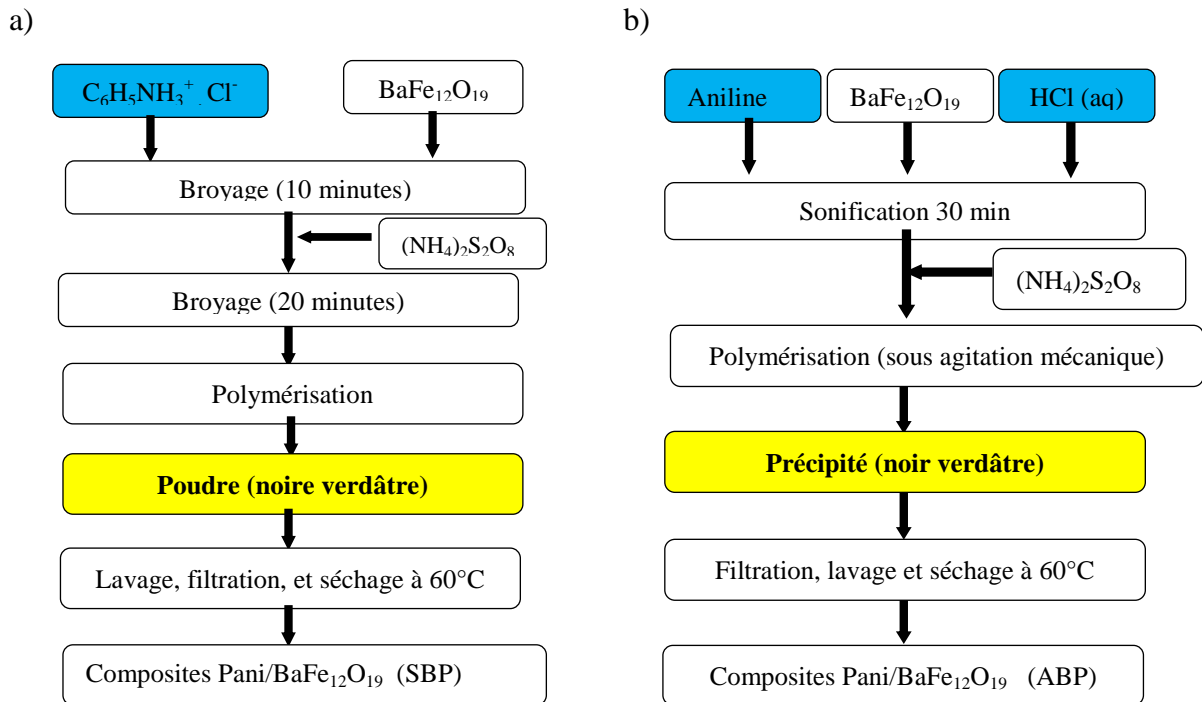 a)
C₆H₅NH₃⁺, Cl⁻
BaFe₁₂O₁₉
Broyage (10 minutes)
(NH₄)₂S₂O₈
Broyage (20 minutes)
Polymérisation
Poudre (noire verdâtre)
Lavage, filtration, et séchage à 60°C
Composites Pani/BaFe₁₂O₁₉ (SBP)
b)
Aniline
BaFe₁₂O₁₉
HCl (aq)
Sonification 30 min
(NH₄)₂S₂O₈
Polymérisation (sous agitation mécanique)
Précipité (noir verdâtre)
Filtration, lavage et séchage à 60°C
Composites Pani/BaFe₁₂O₁₉ (ABP)